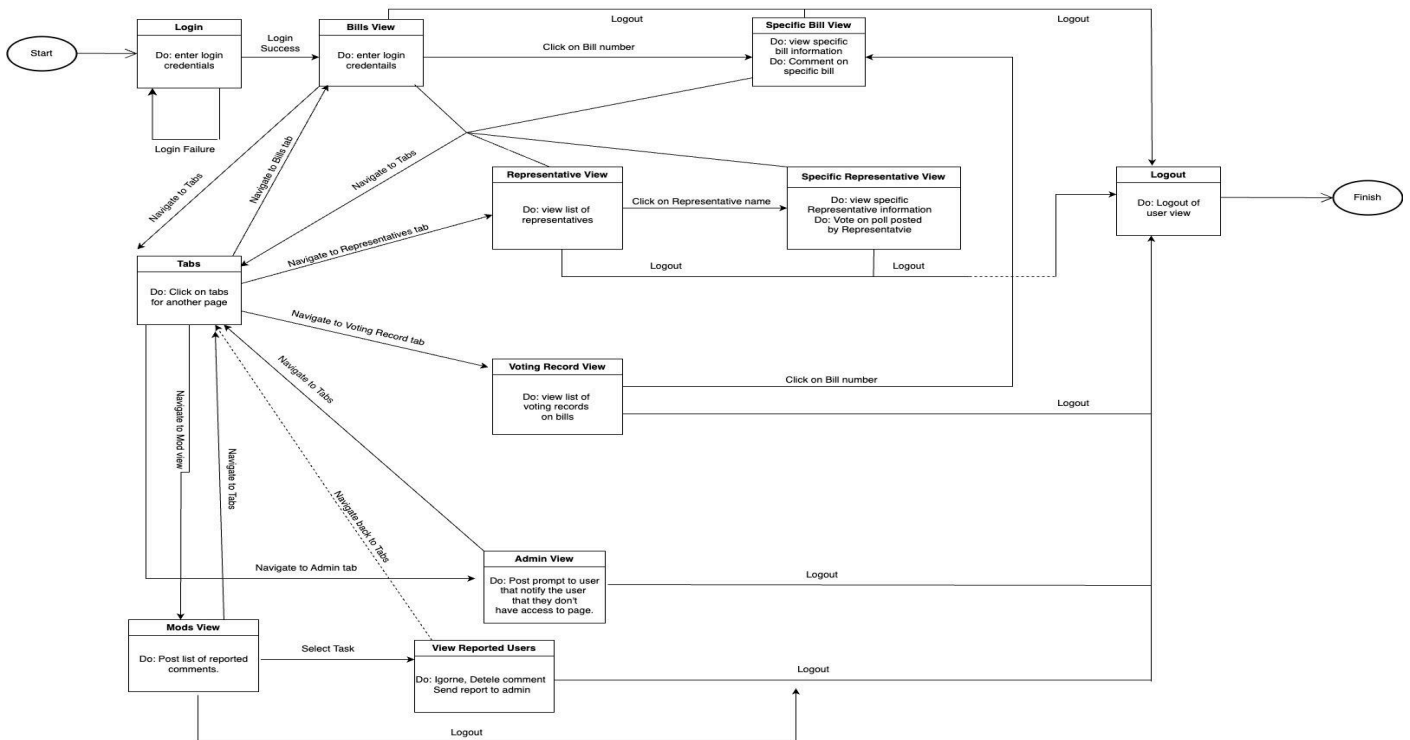 Start
Login
Do: enter login
credentials
Login
Success
Login Failure
Bills View
Do: enter login
credentails
Logout
Click on Bill number
Specific Bill View
Do: view specific
bill information
Do: Comment on
specific bill
Logout
Navigate to Tabs
Navigate to Bills tab
Navigate to Tabs
Representative View
Do: view list of
representatives
Click on Representative name
Specific Representative View
Do: view specific
Representative information
Do: Vote on poll posted
by Representatvie
Logout
Do: Logout of
user view
Finish
Navigate to Representatives tab
Logout
Logout
Tabs
Do: Click on tabs
for another page
Navigate to Voting Record tab
Voting Record View
Do: view list of
voting records
on bills
Click on Bill number
Logout
Navigate to Tabs
Navigate to Mod view
Navigate to Tabs
Navigate back to Tabs
Navigate to Admin tab
Admin View
Do: Post prompt to user
that notify the user
that they don't
have access to page.
Logout
Mods View
Do: Post list of reported
comments.
Select Task
View Reported Users
Do: Igorne, Detele comment
Send report to admin
Logout
Logout